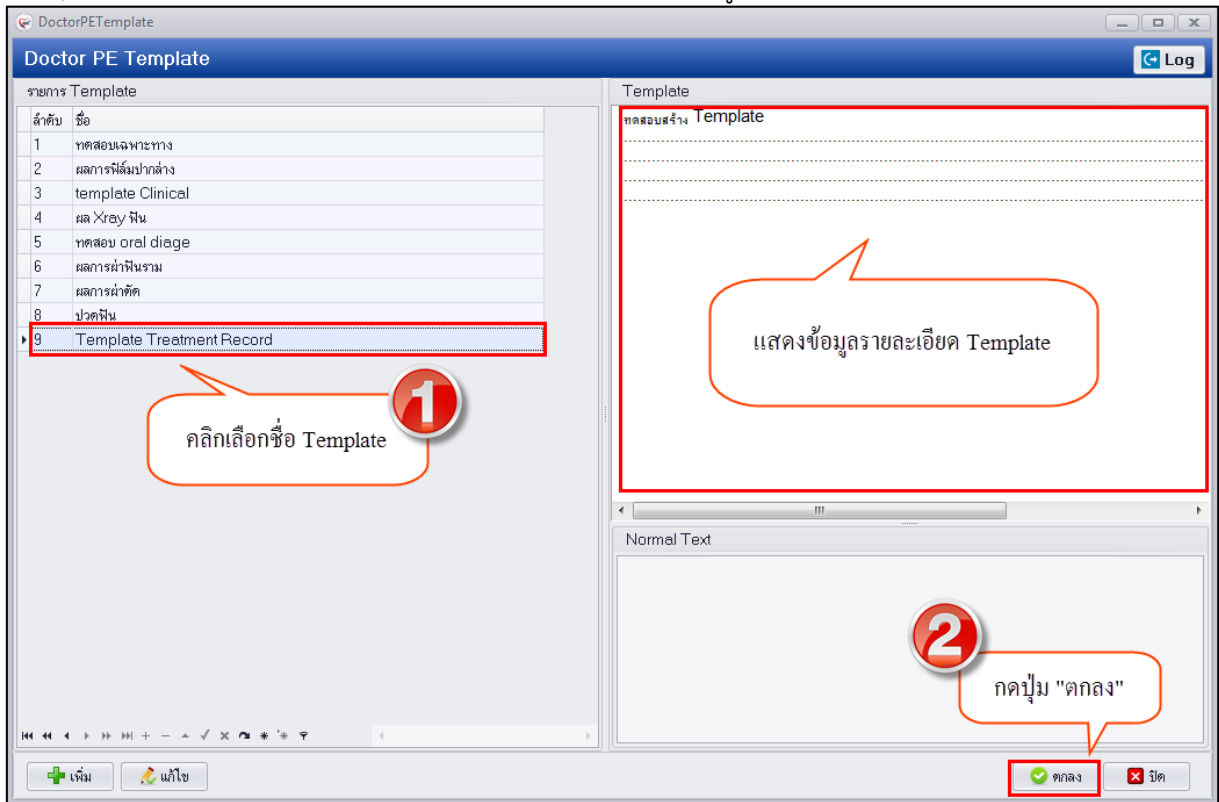 DoctorPETemplate
Doctor PE Template
Log
รายการ Template
ลำดับ ชื่อ
1 ทดสอบเฉพาะทาง
2 ผลการฟิล์มปากล่าง
3 template Clinical
4 ผล Xray ฟัน
5 ทดสอบ oral diage
6 ผลการผ่าฟันราม
7 ผลการผ่าตัด
8 ปวดฟัน
9 Template Treatment Record
1
คลิกเลือกชื่อ Template
Template
ทดสอบสร้าง Template
แสดงข้อมูลรายละเอียด Template
Normal Text
2
กดปุ่ม "ตกลง"
เพิ่ม
แก้ไข
ตกลง
ปิด